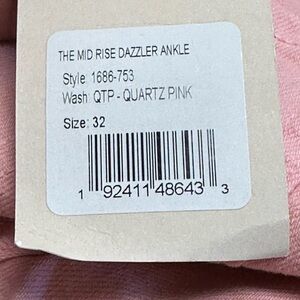 THE MID RISE DAZZLER ANKLE
Style: 1686-753
Wash: QTP - QUARTZ PINK
Size: 32
1 92411 48643 3